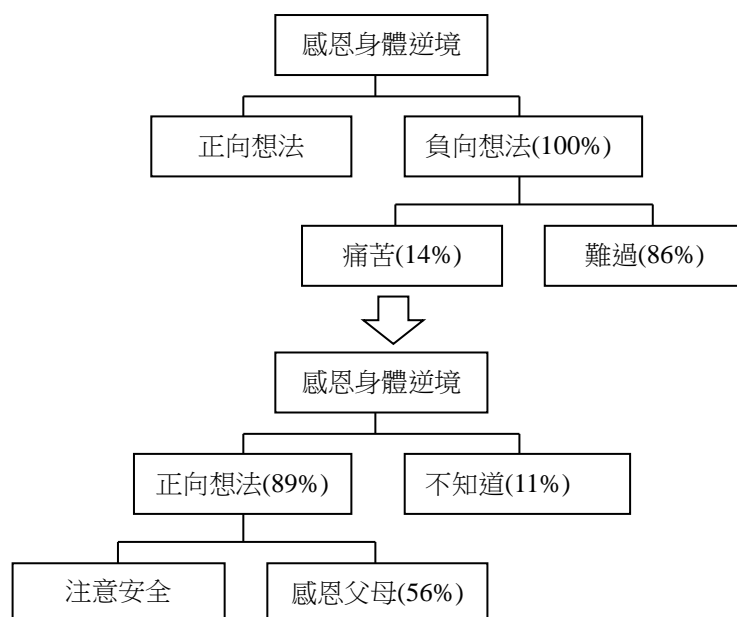 感恩身體逆境
正向想法
負向想法(100%)
痛苦(14%)
難過(86%)
感恩身體逆境
正向想法(89%)
不知道(11%)
注意安全
感恩父母(56%)